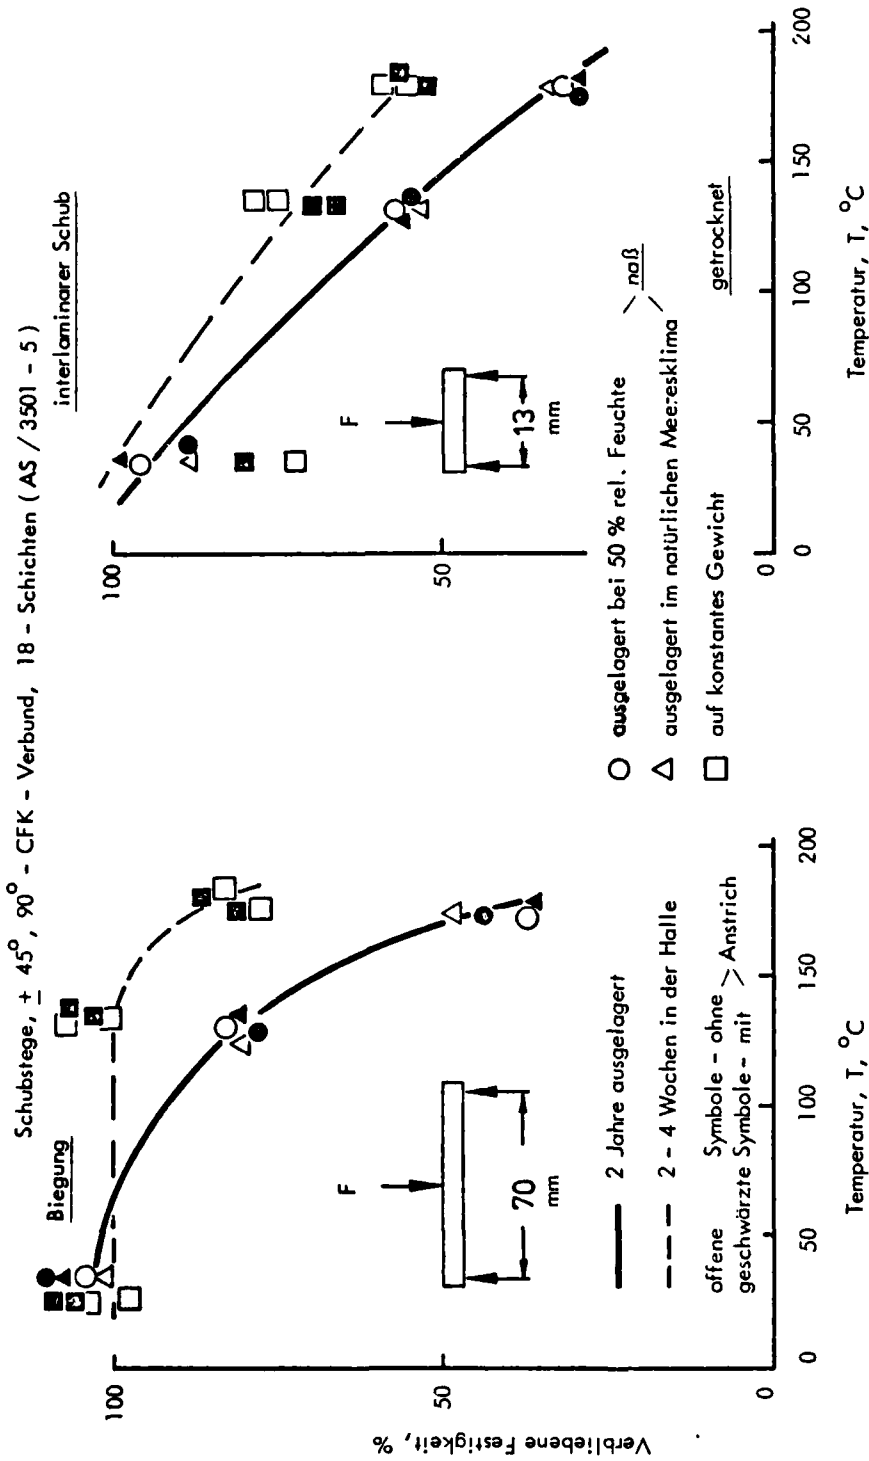 Schubstege, ± 45°, 90° - CFK - Verbund, 18 - Schichten ( AS / 3501 - 5 )
Biegung
Verbliebene Festigkeit, %
100
50
0
F
70
mm
2 Jahre ausgelagert
2 - 4 Wochen in der Halle
offene Symbole - ohne
geschwärzte Symbole - mit > Anstrich
0 50 100 150 200
Temperatur, T, °C
interlaminarer Schub
100
50
0
F
13
mm
ausgelagert bei 50 % rel. Feuchte
naß
ausgelagert im natürlichen Meeresklima
auf konstantes Gewicht getrocknet
0 50 100 150 200
Temperatur, T, °C